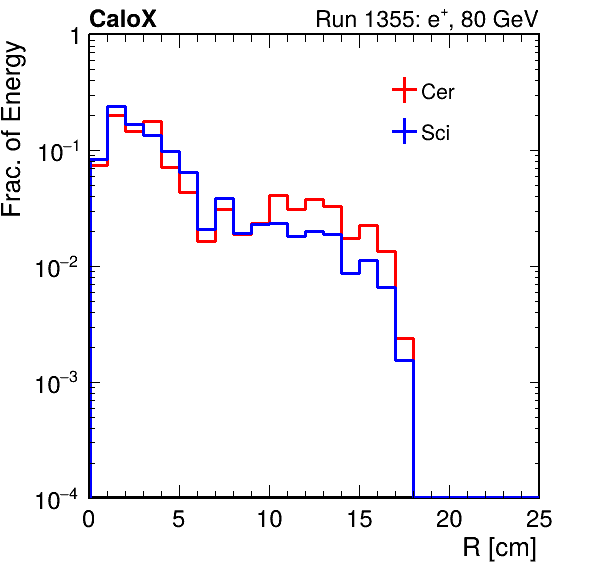 CaloX Run 1355: e⁺, 80 GeV
Frac. of Energy
1
10⁻¹
10⁻²
10⁻³
10⁻⁴
Cer
Sci
0 5 10 15 20 25
R [cm]